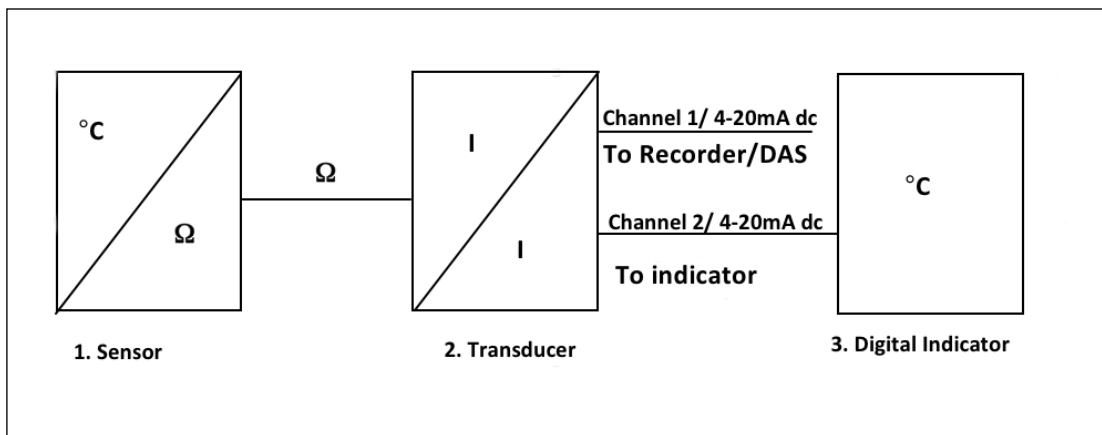 °C
Ω
Ω
I
I
Channel 1/ 4-20mA dc
To Recorder/DAS
Channel 2/ 4-20mA dc
To indicator
°C
1. Sensor
2. Transducer
3. Digital Indicator